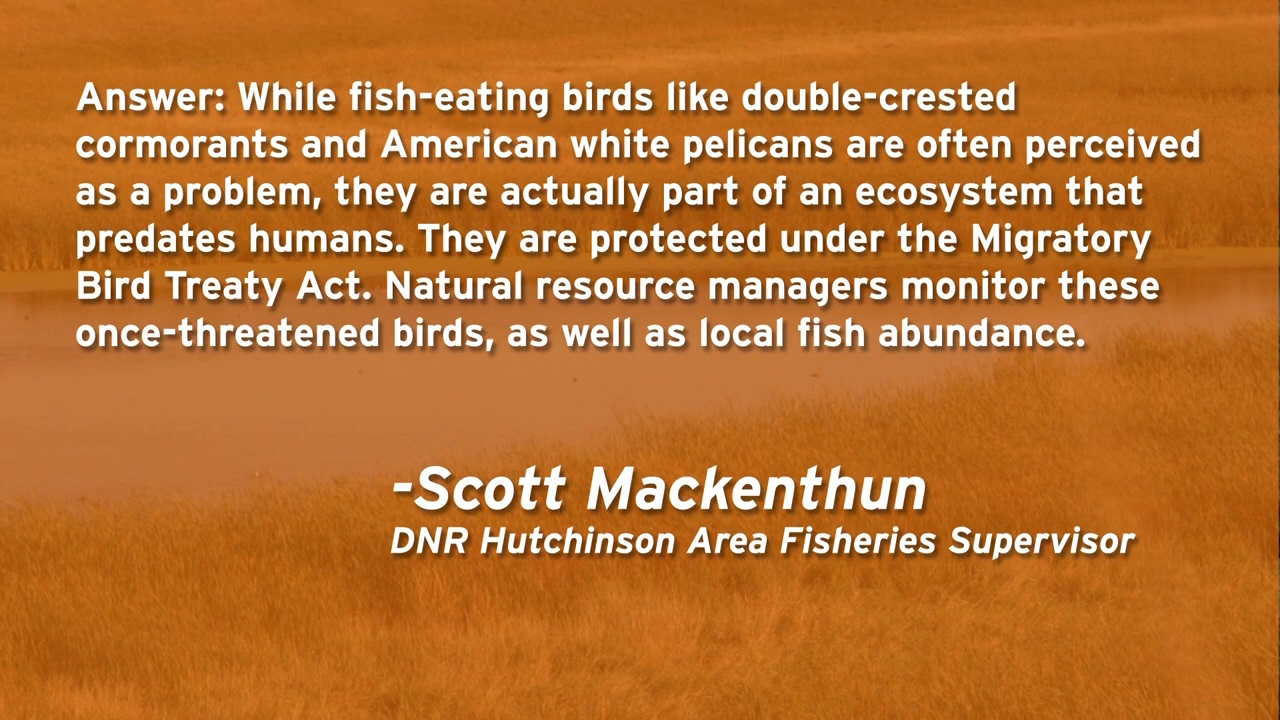 Answer: While fish-eating birds like double-crested
cormorants and American white pelicans are often perceived
as a problem, they are actually part of an ecosystem that
predates humans. They are protected under the Migratory
Bird Treaty Act. Natural resource managers monitor these
once-threatened birds, as well as local fish abundance.
-Scott Mackenthun
DNR Hutchinson Area Fisheries Supervisor